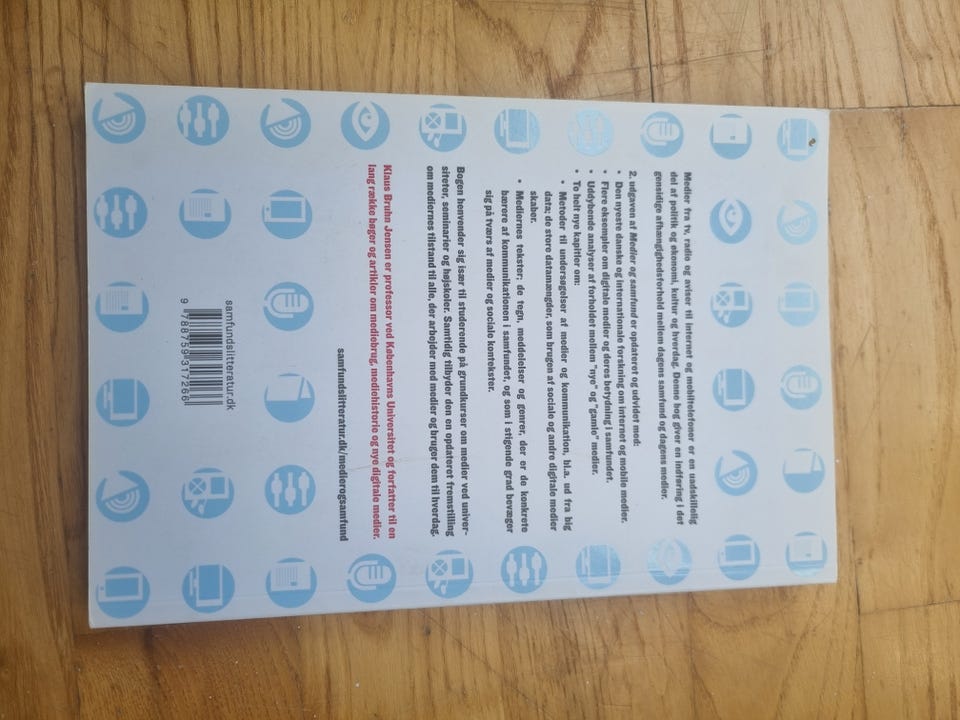 Medier fra tv, radio og aviser til internet og mobiltelefoner er en uadskillelig
del af politik og økonomi, kultur og hverdag. Denne bog giver en indføring i det
gensidige afhængighedsforhold mellem dagens samfund og dagens medier.
2. udgaven af Medier og samfund er opdateret og udvidet med:
• Den nyeste danske og internationale forskning om internet og mobile medier.
• Flere eksempler om digitale medier og deres betydning i samfundet.
• Uddybende analyser af forholdet mellem "nye" og "gamle" medier.
• To helt nye kapitler om:
• Metoder til undersøgelser af medier og kommunikation, bl.a. ud fra big
data; de store datamængder, som brugen af sociale og andre digitale medier
skaber.
• Mediernes tekster; de tegn, meddelelser og genrer, der er de konkrete
bærere af kommunikationen i samfundet, og som i stigende grad bevæger
sig på tværs af medier og sociale kontekster.
Bogen henvender sig især til studerende på grundkurser om medier ved univer-
siteter, seminarier og højskoler. Samtidig tilbyder den en opdateret fremstilling
om mediernes tilstand til alle, der arbejder med medier og bruger dem til hverdag.
Klaus Bruhn Jensen er professor ved Københavns Universitet og forfatter til en
lang række bøger og artikler om mediebrug, mediehistorie og nye digitale medier.
samfundslitteratur.dk/medierogsamfund
samfundslitteratur.dk
9 788759 317266